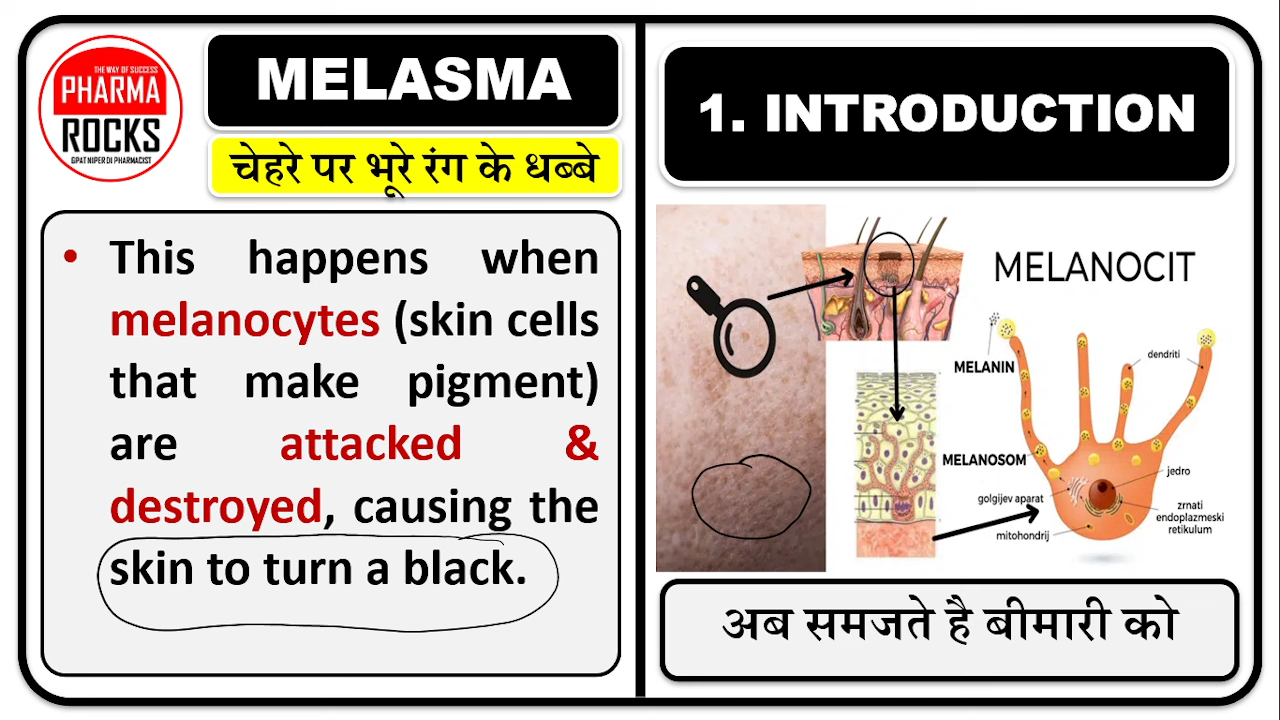 THE WAY OF SUCCESS
PHARMA
ROCKS
GPAT NIPER DI PHARMACIST
MELASMA
चेहरे पर भूरे रंग के धब्बे
• This happens when
melanocytes (skin cells
that make pigment)
are attacked &
destroyed, causing the
skin to turn a black.
1. INTRODUCTION
MELANOCIT
MELANIN
dendriti
MELANOSOM
jedro
golgijev aparat
zrnati
endoplazmeski
retikulum
mitohondrij
अब समजते है बीमारी को